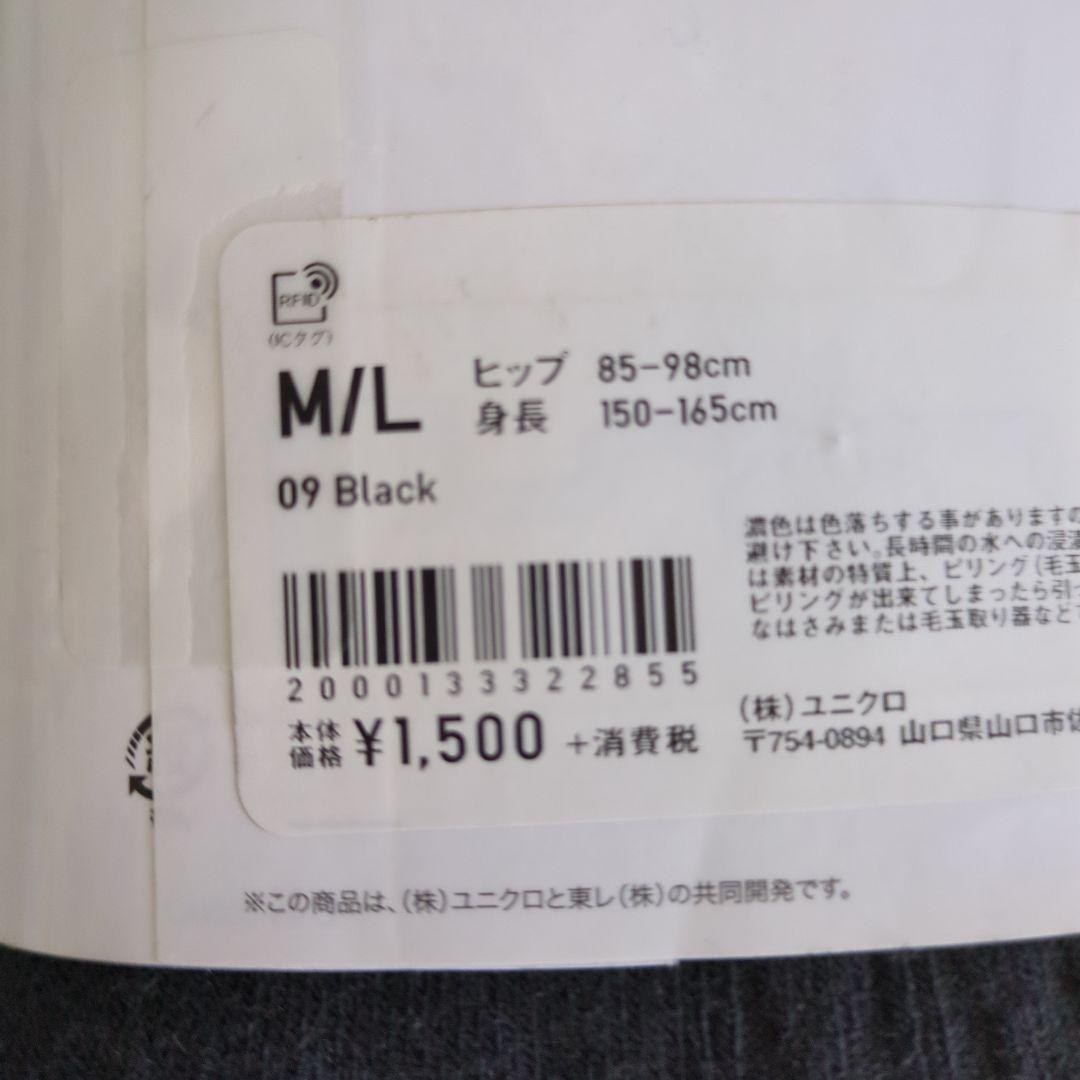 RFID
(ICタグ)
M/L
ヒップ 85-98cm
身長 150-165cm
09 Black
濃色は色落ちする事がありますの
避け下さい。長時間の水への浸
は素材の特質上、ピリング(毛玉
ピリングが出来てしまったら引っ
なはさみまたは毛玉取り器など
2000133322855
本体価格 ¥1,500 +消費税
(株)ユニクロ
〒754-0894 山口県山口市佐
※この商品は、(株)ユニクロと東レ(株)の共同開発です。